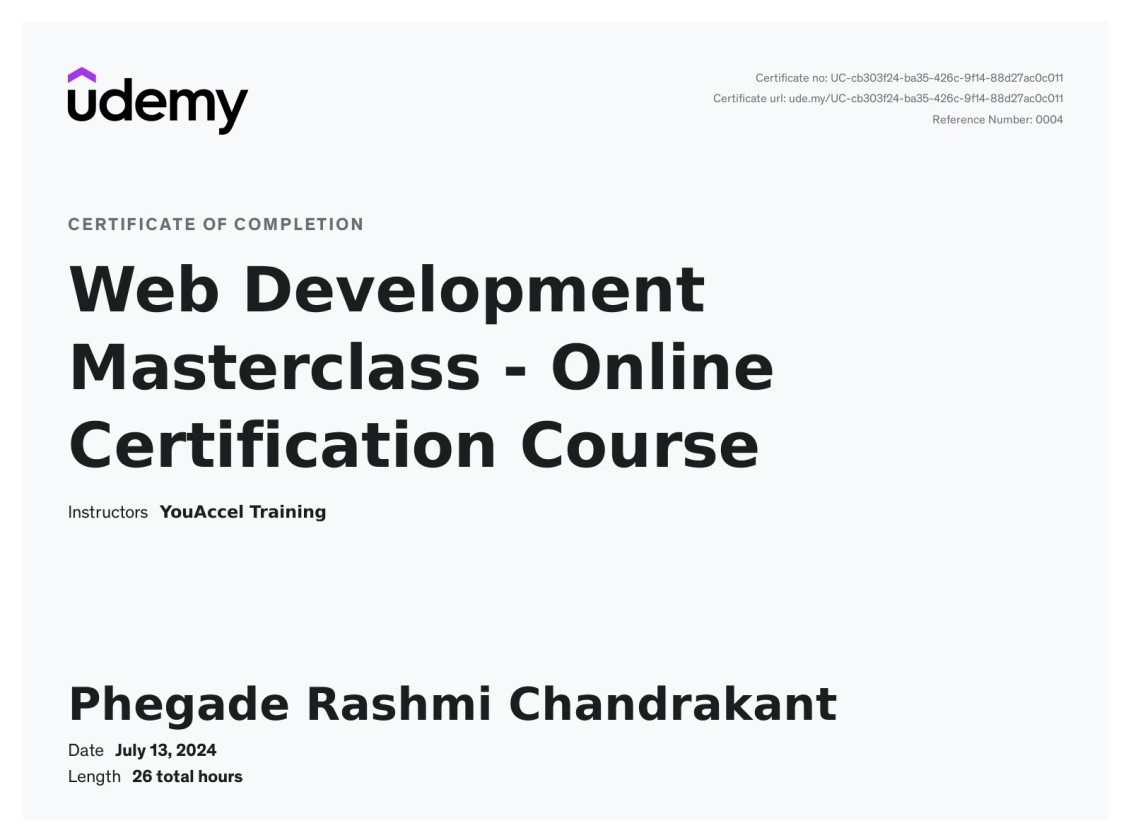 udemy
Certificate no: UC-cb303f24-ba35-426c-9f14-88d27ac0c011
Certificate url: ude.my/UC-cb303f24-ba35-426c-9f14-88d27ac0c011
Reference Number: 0004
CERTIFICATE OF COMPLETION
Web Development
Masterclass - Online
Certification Course
Instructors YouAccel Training
Phegade Rashmi Chandrakant
Date July 13, 2024
Length 26 total hours